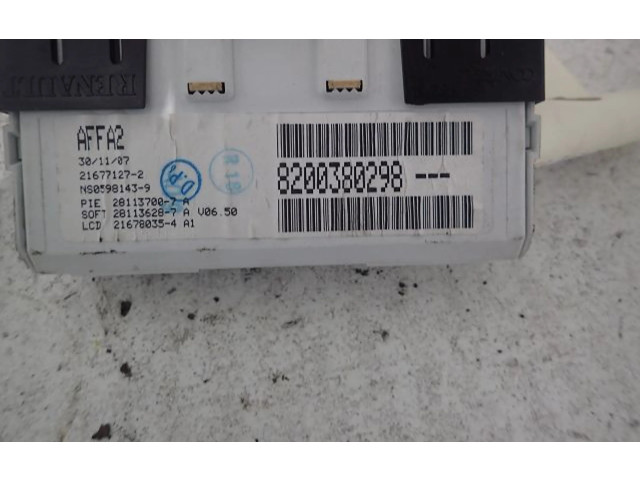 RENAULT
AFFA2
30/11/07
21677127-2
NS0598143-9
PIE 28113700-7 A
SOFT 28113628-7 A V06.50
LCD 21678035-4 A1
D.P.
R 18
8200380298 ---